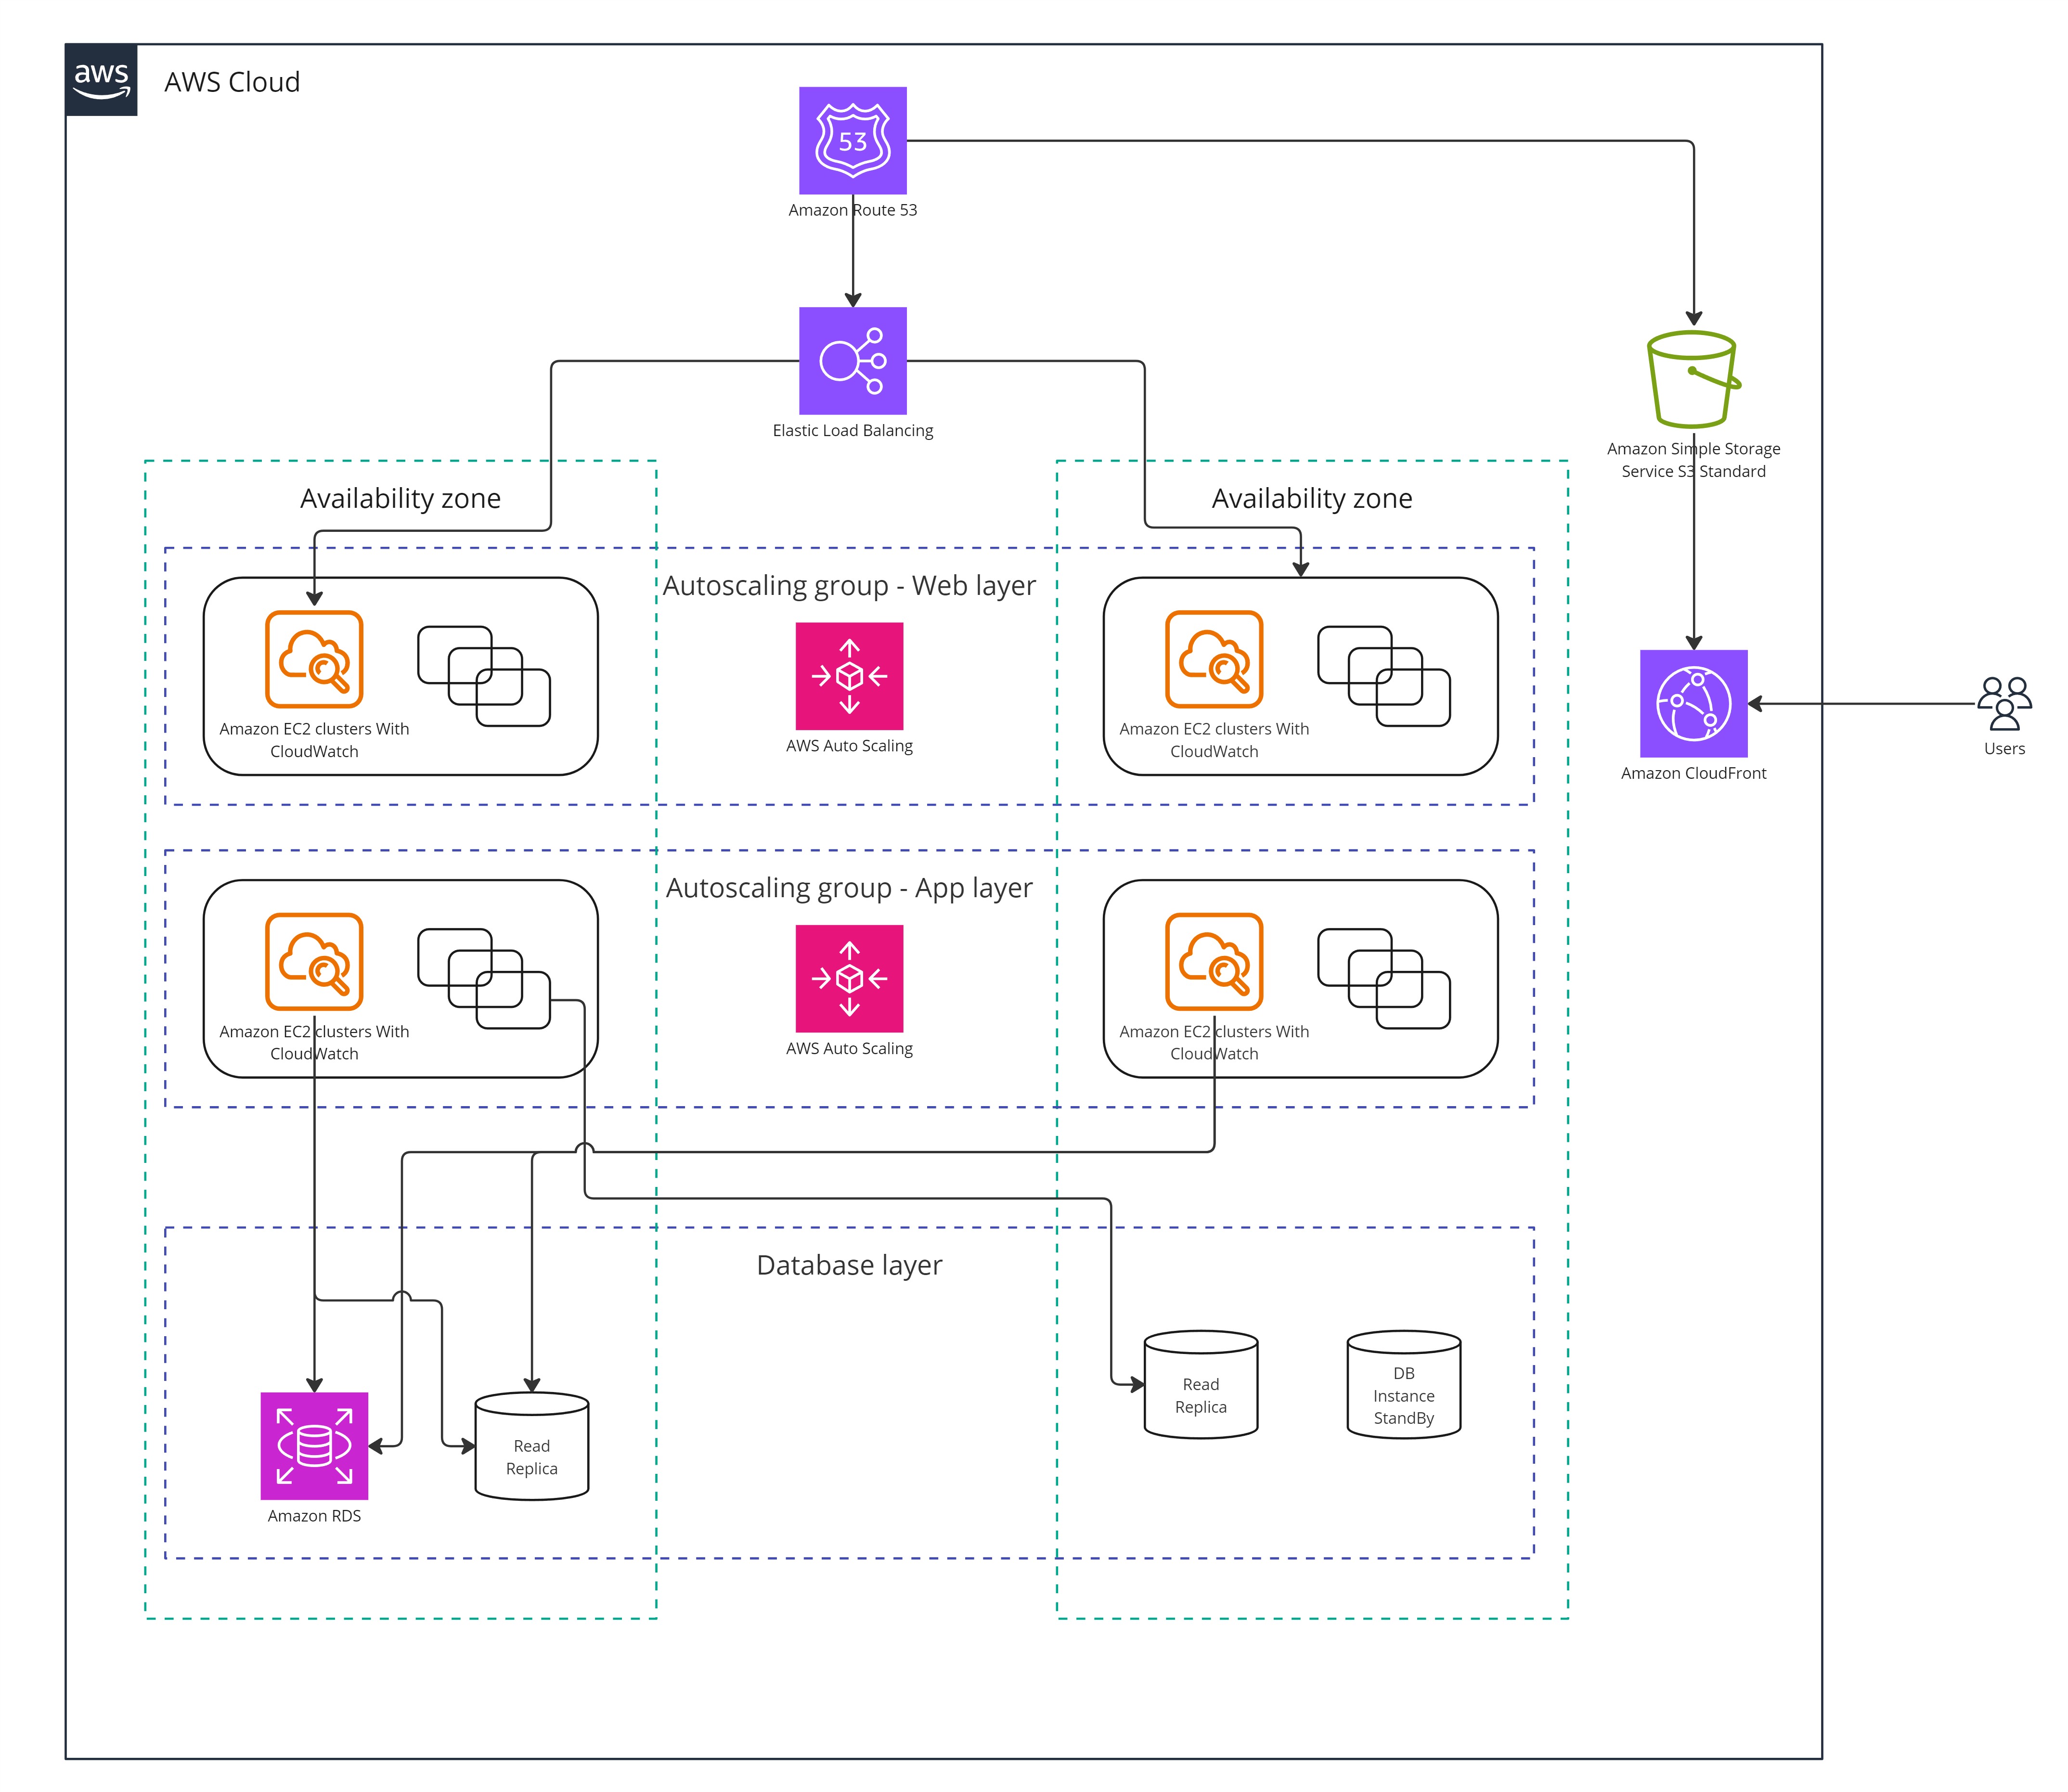 aws
AWS Cloud
53
Amazon Route 53
Elastic Load Balancing
Amazon Simple Storage
Service S3 Standard
Availability zone
Availability zone
Autoscaling group - Web layer
Amazon EC2 clusters With
CloudWatch
AWS Auto Scaling
Amazon EC2 clusters With
CloudWatch
Amazon CloudFront
Users
Autoscaling group - App layer
Amazon EC2 clusters With
CloudWatch
AWS Auto Scaling
Amazon EC2 clusters With
CloudWatch
Database layer
Amazon RDS
Read
Replica
Read
Replica
DB
Instance
StandBy